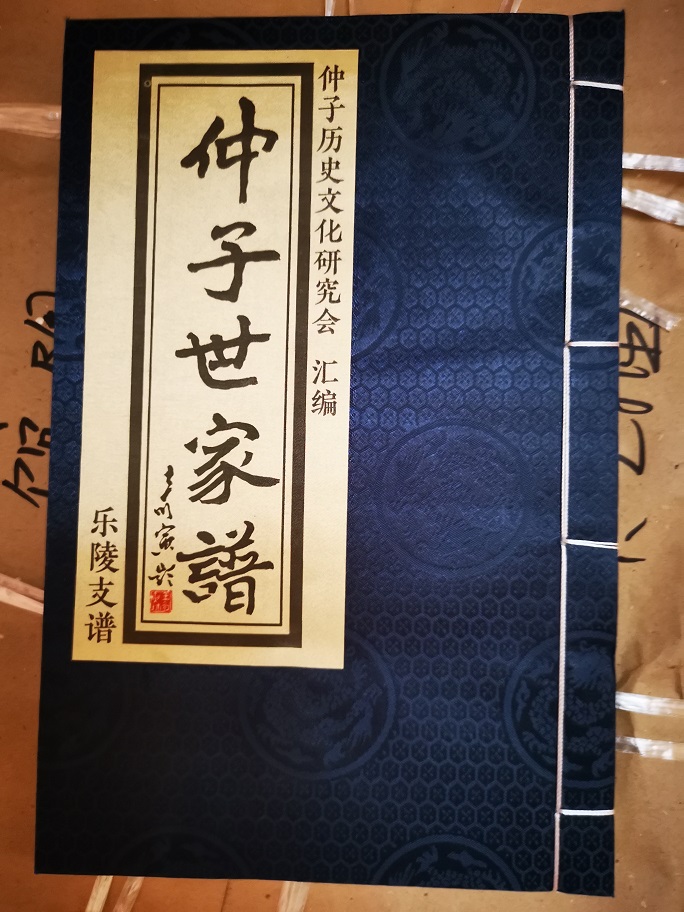 仲子历史文化研究会 汇编
仲子世家譜
乐陵支谱